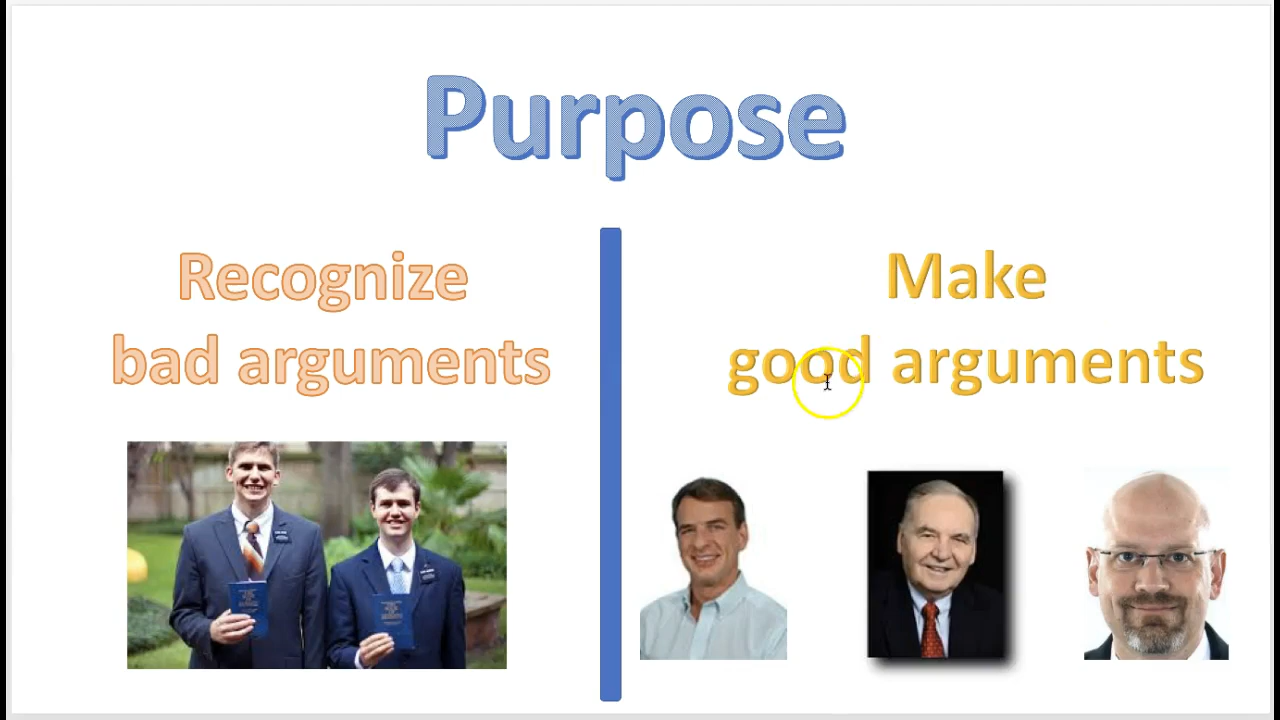 Purpose
Recognize
bad arguments
Make
good arguments